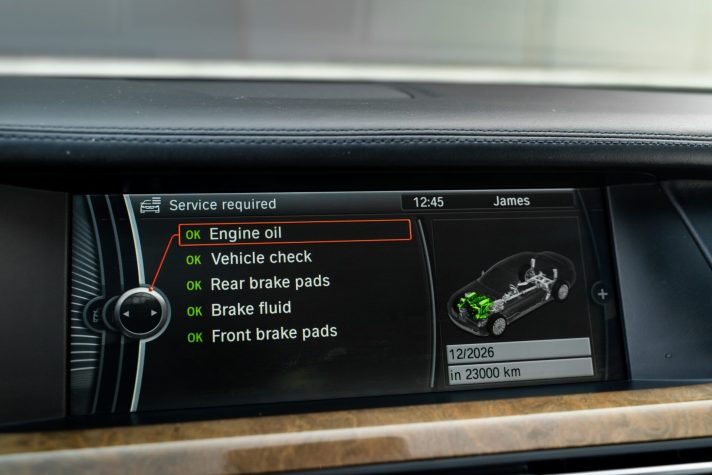 Service required
12:45
James
OK Engine oil
OK Vehicle check
OK Rear brake pads
OK Brake fluid
OK Front brake pads
12/2026
in 23000 km